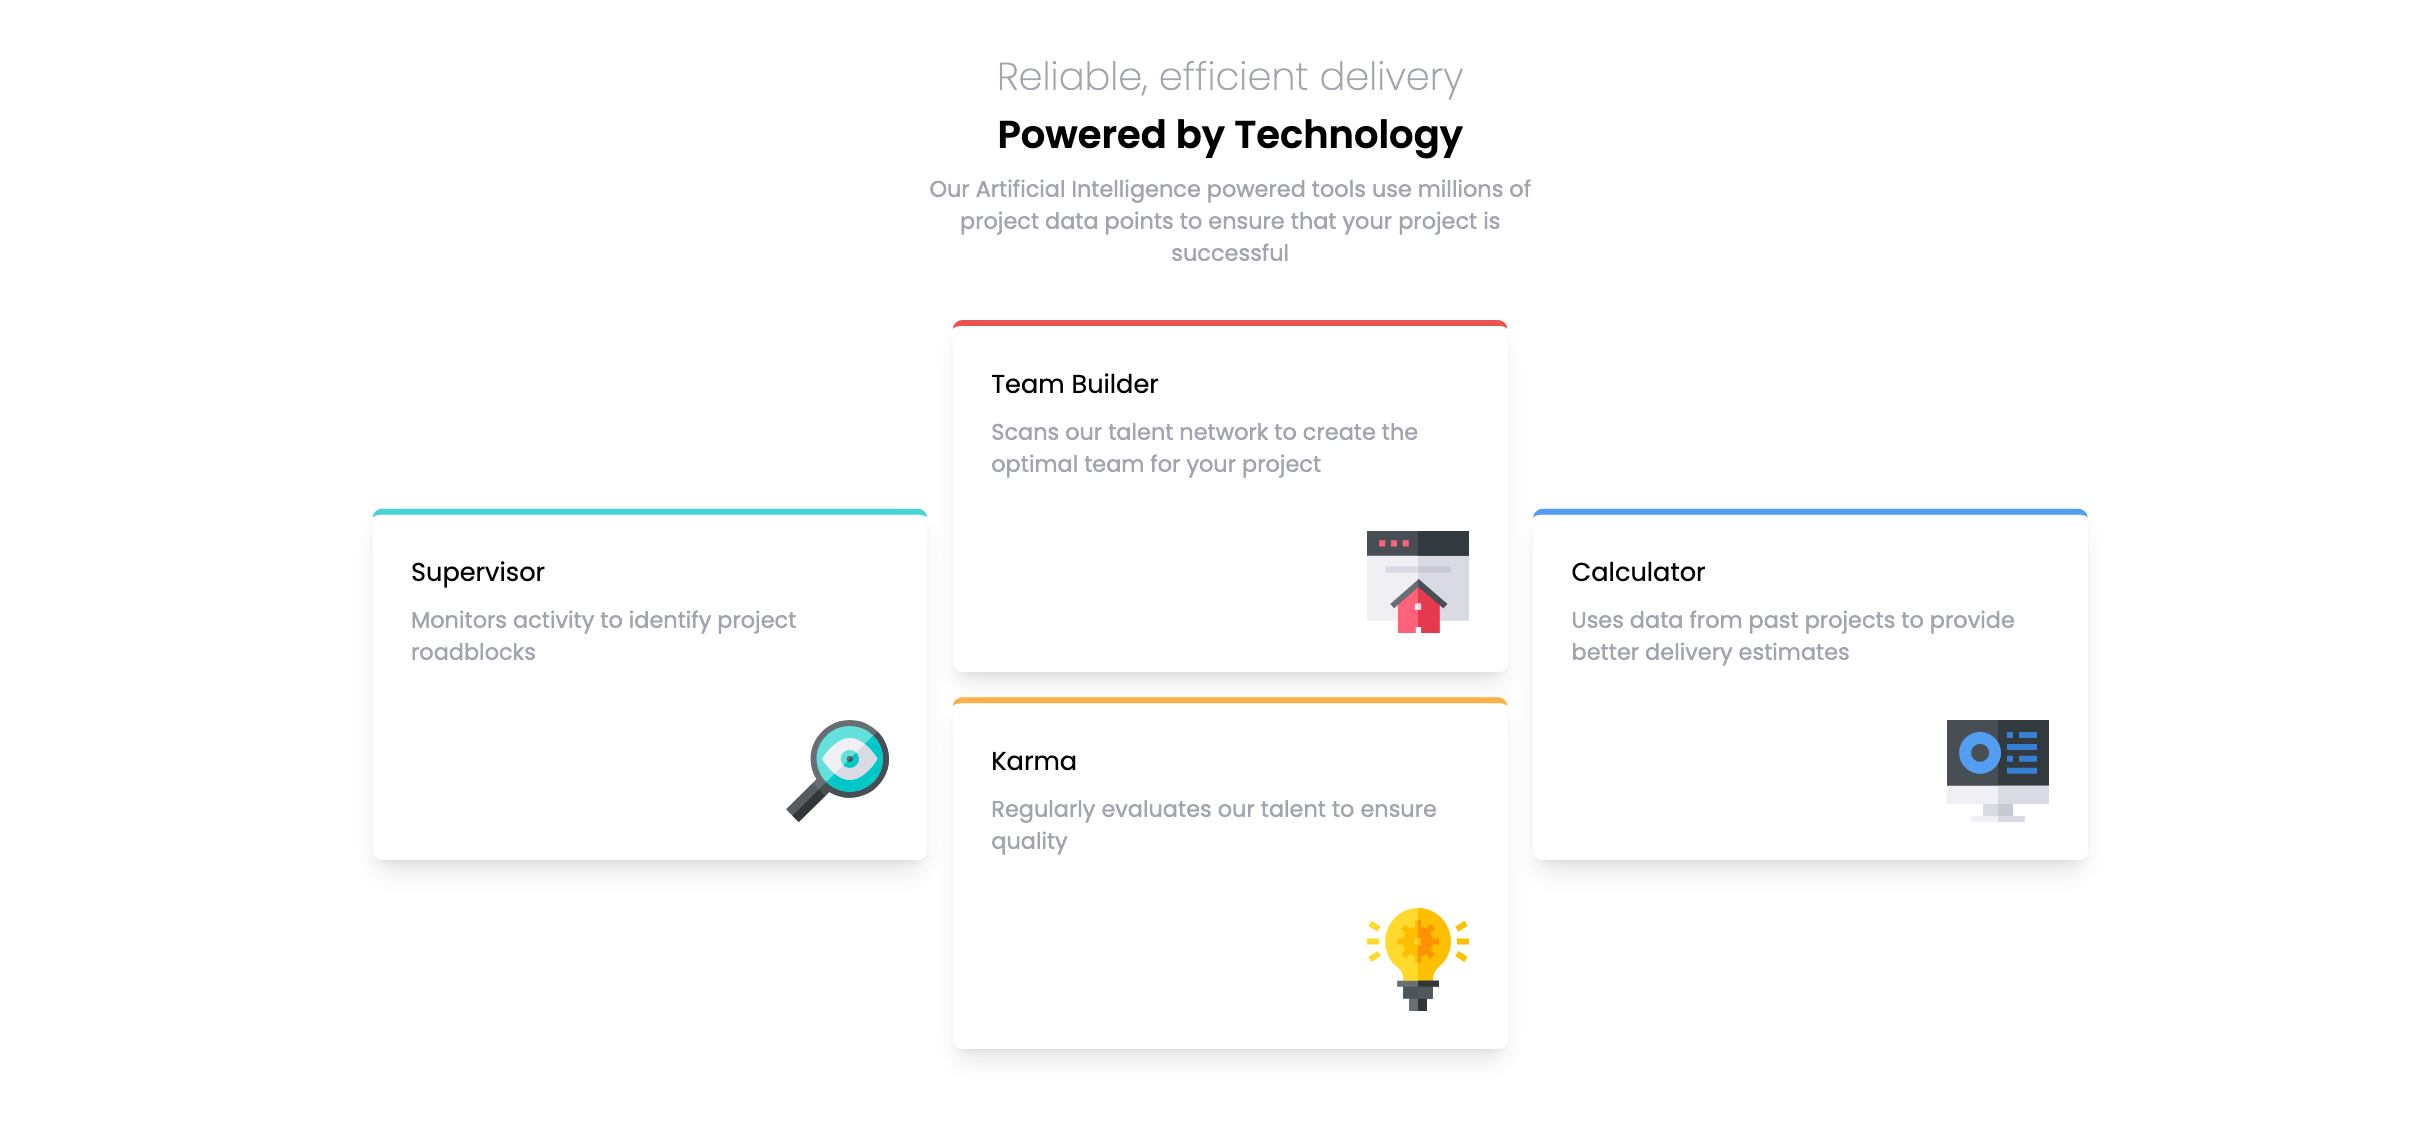 Reliable, efficient delivery
Powered by Technology
Our Artificial Intelligence powered tools use millions of
project data points to ensure that your project is
successful
Team Builder
Scans our talent network to create the
optimal team for your project
Supervisor
Monitors activity to identify project
roadblocks
Calculator
Uses data from past projects to provide
better delivery estimates
Karma
Regularly evaluates our talent to ensure
quality